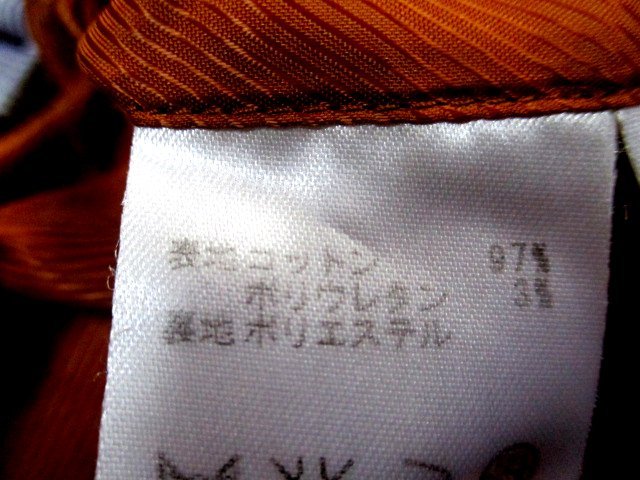 表地 コットン 97%
ポリウレタン 3%
裏地 ポリエステル